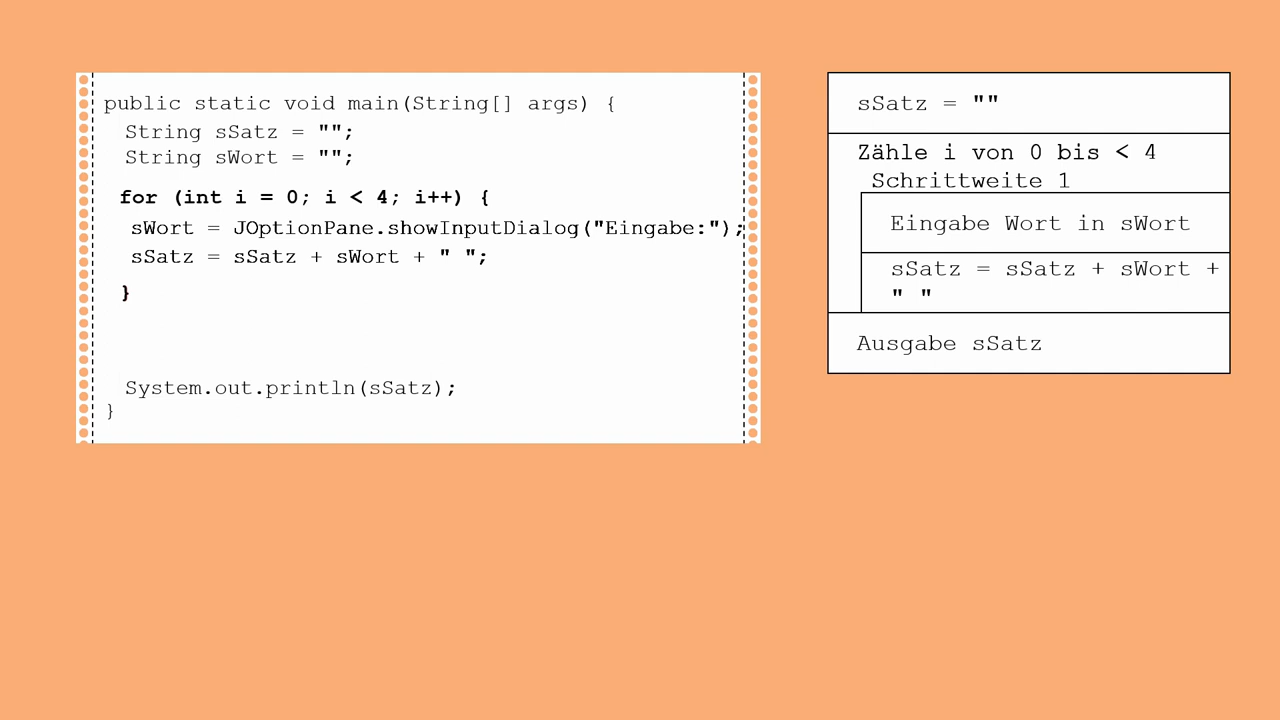 public static void main(String[] args) {
String sSatz = "";
String sWort = "";
for (int i = 0; i < 4; i++) {
sWort = JOptionPane.showInputDialog("Eingabe:");
sSatz = sSatz + sWort + " ";
}
System.out.println(sSatz);
}
sSatz = ""
Zähle i von 0 bis < 4
Schrittweite 1
Eingabe Wort in sWort
sSatz = sSatz + sWort +
" "
Ausgabe sSatz